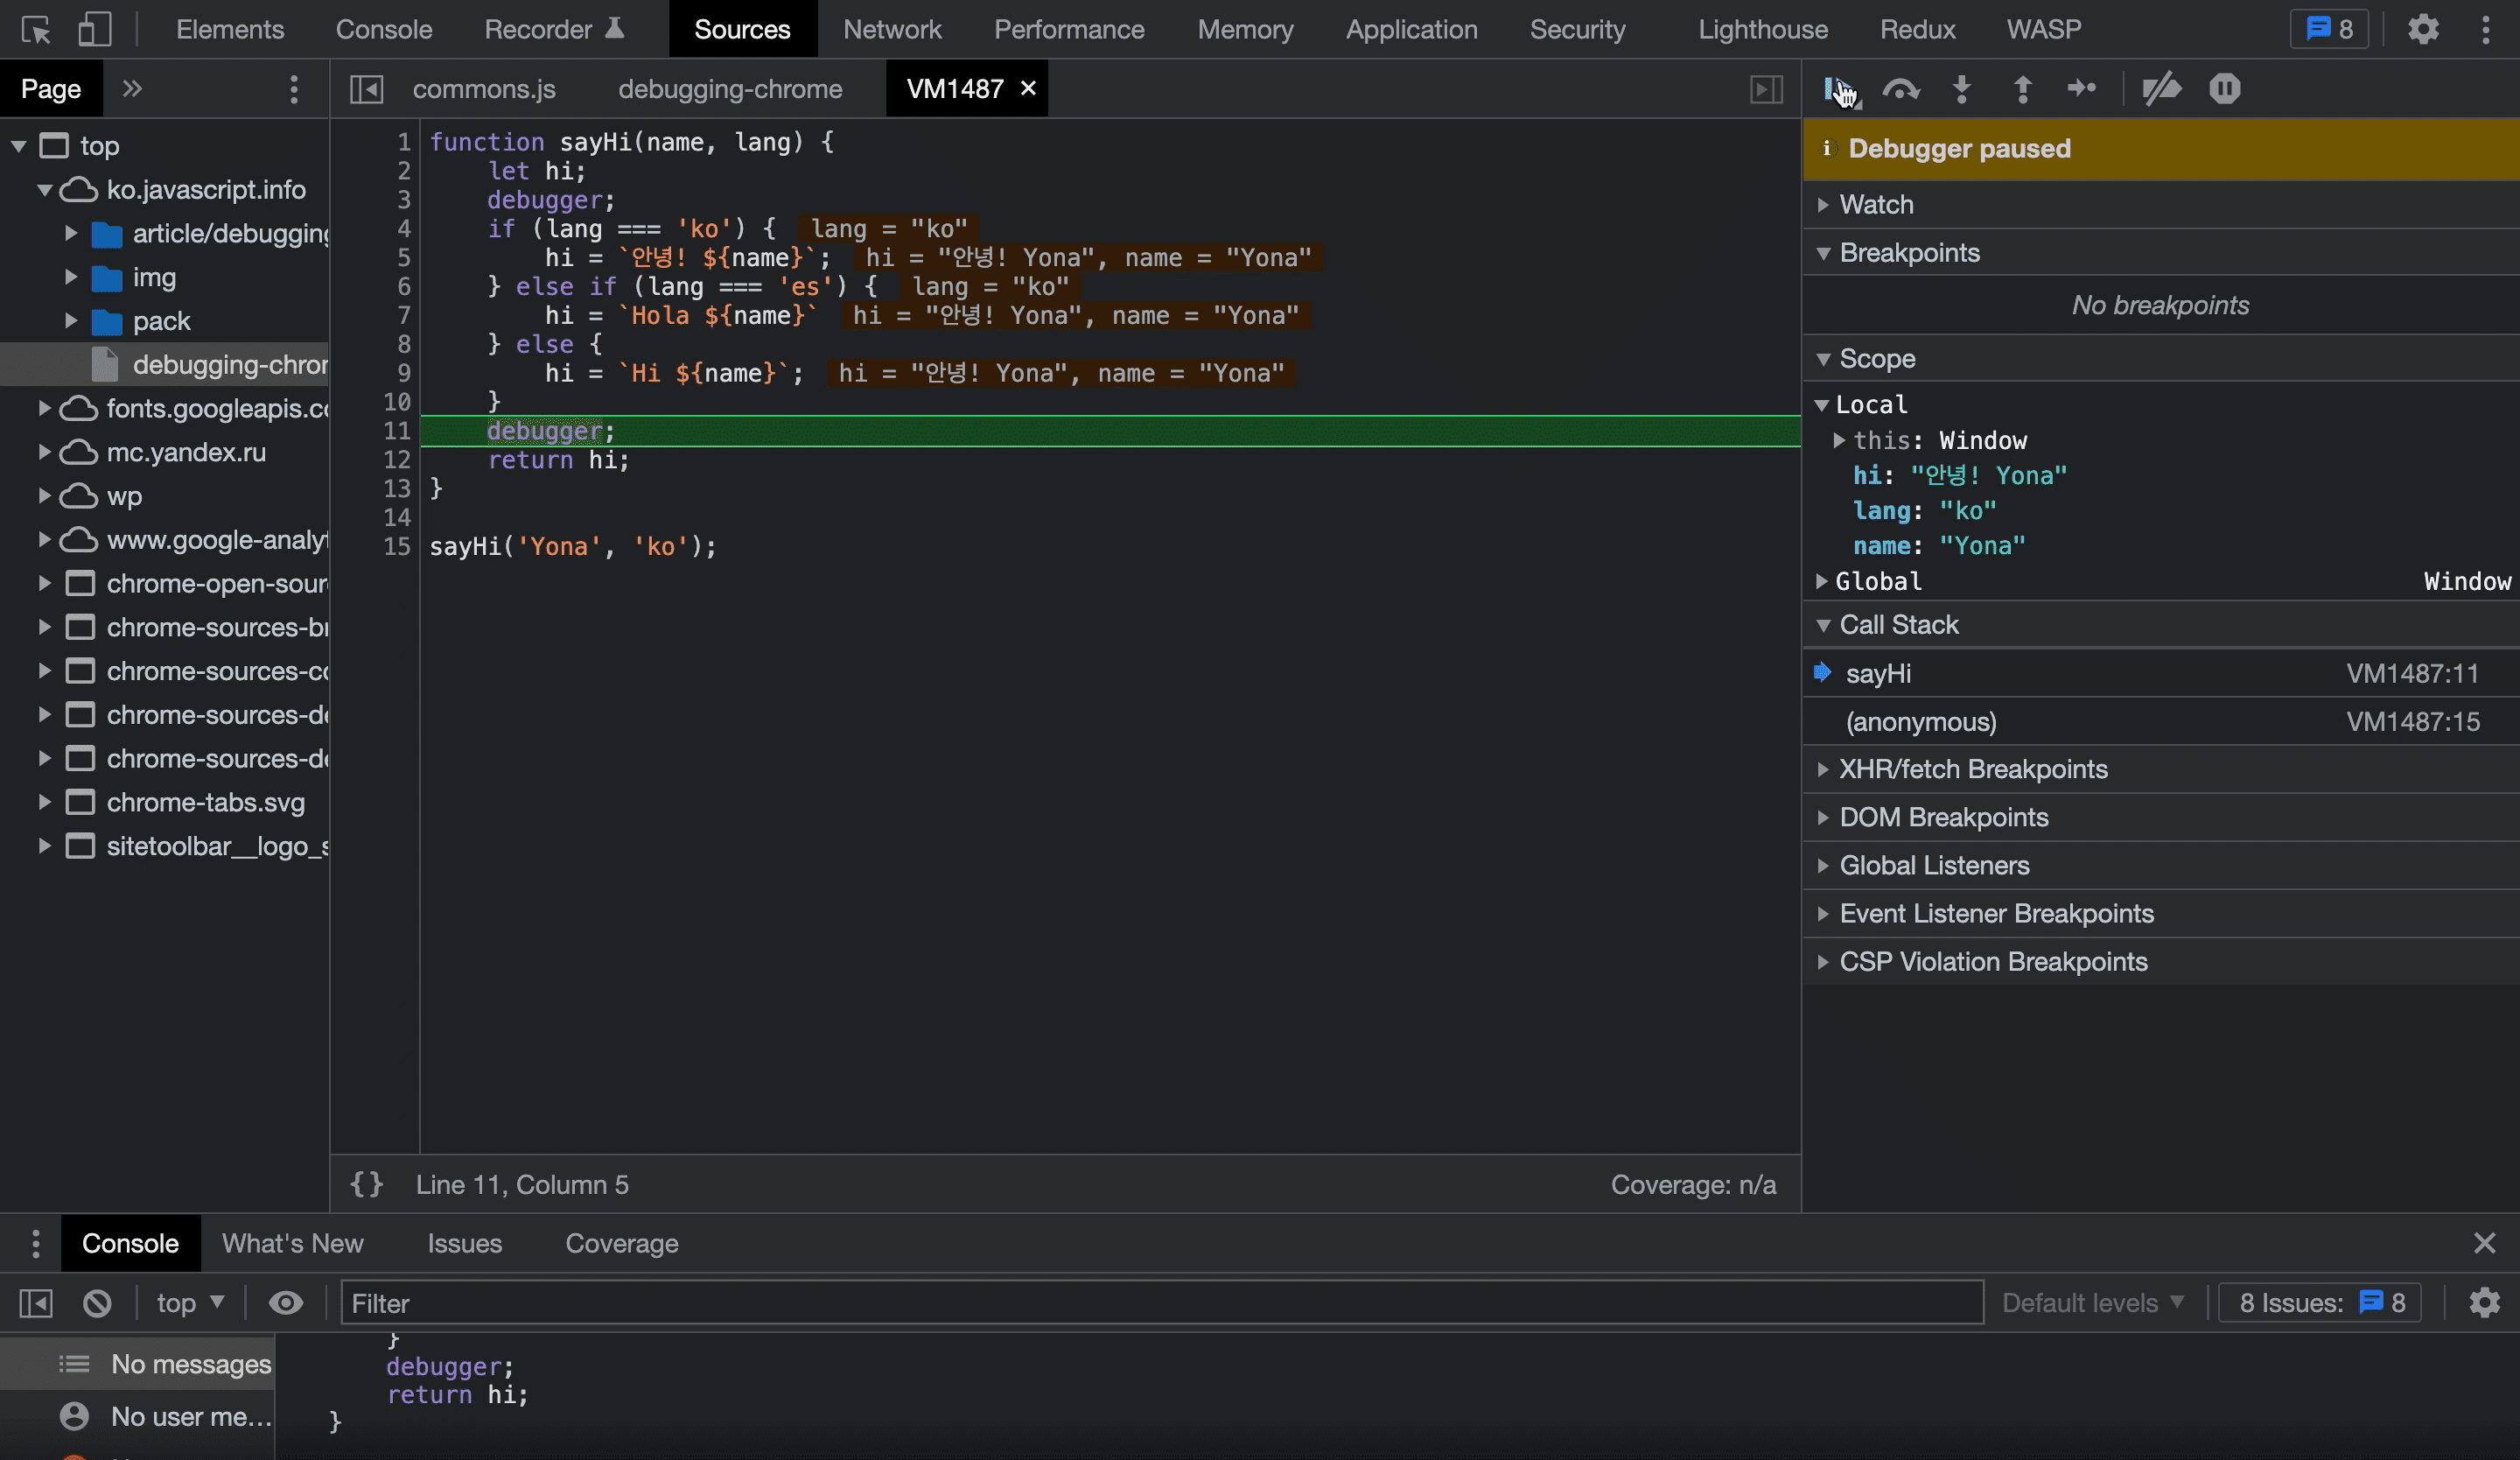 Elements Console Recorder Sources Network Performance Memory Application Security Lighthouse Redux WASP 8
Page
commons.js debugging-chrome VM1487 ×
top
ko.javascript.info
article/debugging
img
pack
debugging-chror
fonts.googleapis.co
mc.yandex.ru
wp
www.google-analyt
chrome-open-sour
chrome-sources-br
chrome-sources-co
chrome-sources-de
chrome-sources-de
chrome-tabs.svg
sitetoolbar__logo_s
1 function sayHi(name, lang) {
2 let hi;
3 debugger;
4 if (lang === 'ko') { lang = "ko"
5 hi = `안녕! ${name}`; hi = "안녕! Yona", name = "Yona"
6 } else if (lang === 'es') { lang = "ko"
7 hi = `Hola ${name}` hi = "안녕! Yona", name = "Yona"
8 } else {
9 hi = `Hi ${name}`; hi = "안녕! Yona", name = "Yona"
10 }
11 debugger;
12 return hi;
13 }
14
15 sayHi('Yona', 'ko');
{} Line 11, Column 5 Coverage: n/a
Debugger paused
Watch
Breakpoints
No breakpoints
Scope
Local
this: Window
hi: "안녕! Yona"
lang: "ko"
name: "Yona"
Global Window
Call Stack
sayHi VM1487:11
(anonymous) VM1487:15
XHR/fetch Breakpoints
DOM Breakpoints
Global Listeners
Event Listener Breakpoints
CSP Violation Breakpoints
Console What's New Issues Coverage
top Filter Default levels 8 Issues: 8
No messages
No user me...
}
debugger;
return hi;
}